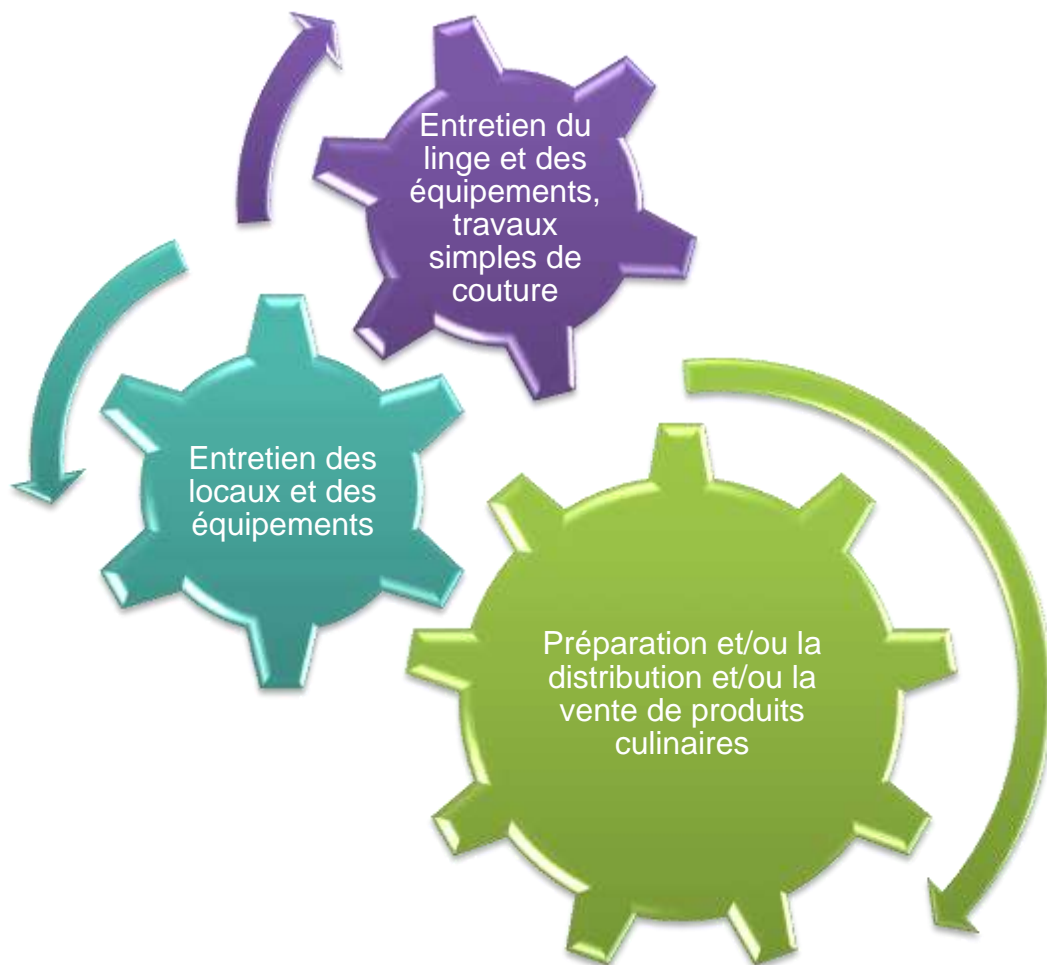 Entretien du
linge et des
équipements,
travaux
simples de
couture
Entretien des
locaux et des
équipements
Préparation et/ou la
distribution et/ou la
vente de produits
culinaires